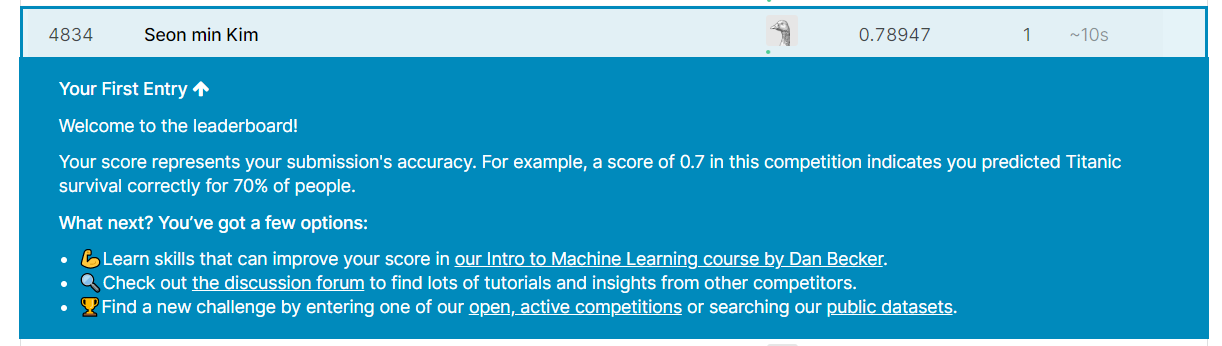 4834 Seon min Kim 0.78947 1 ~10s
Your First Entry
Welcome to the leaderboard!
Your score represents your submission's accuracy. For example, a score of 0.7 in this competition indicates you predicted Titanic
survival correctly for 70% of people.
What next? You’ve got a few options:
Learn skills that can improve your score in our Intro to Machine Learning course by Dan Becker.
Check out the discussion forum to find lots of tutorials and insights from other competitors.
Find a new challenge by entering one of our open, active competitions or searching our public datasets.